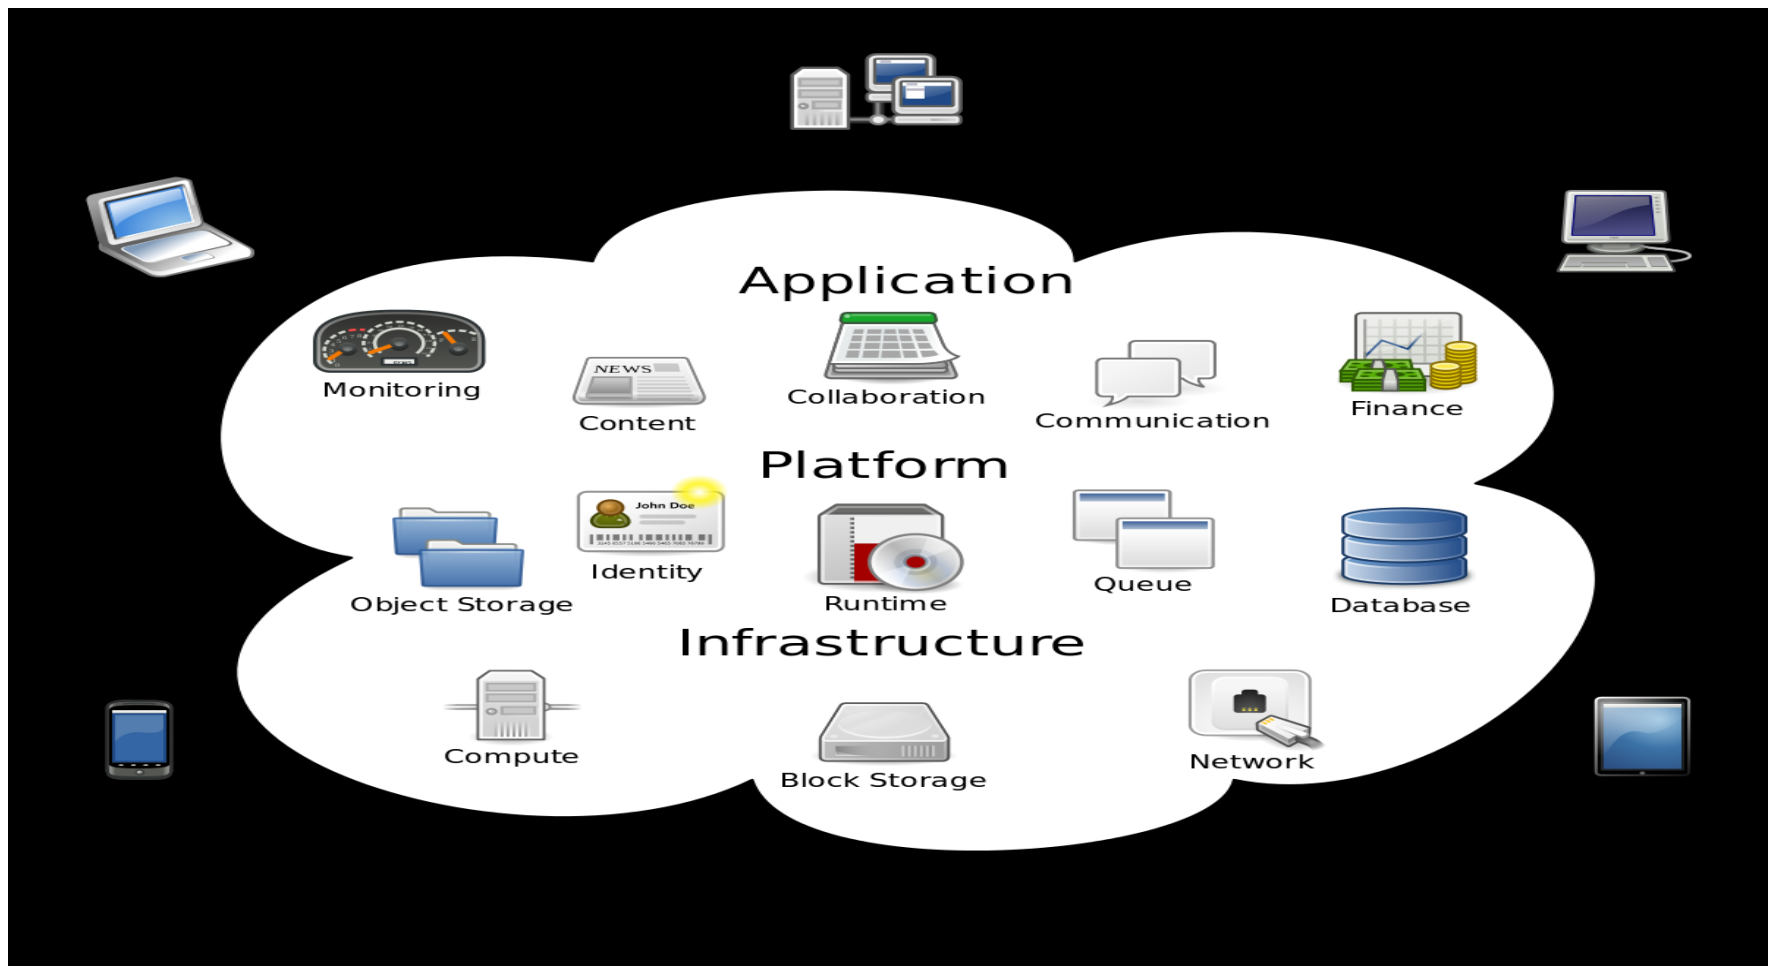 Application
Monitoring
NEWS
Content
Collaboration
Communication
Finance
Platform
John Doe
Object Storage
Identity
Runtime
Queue
Database
Infrastructure
Compute
Block Storage
Network